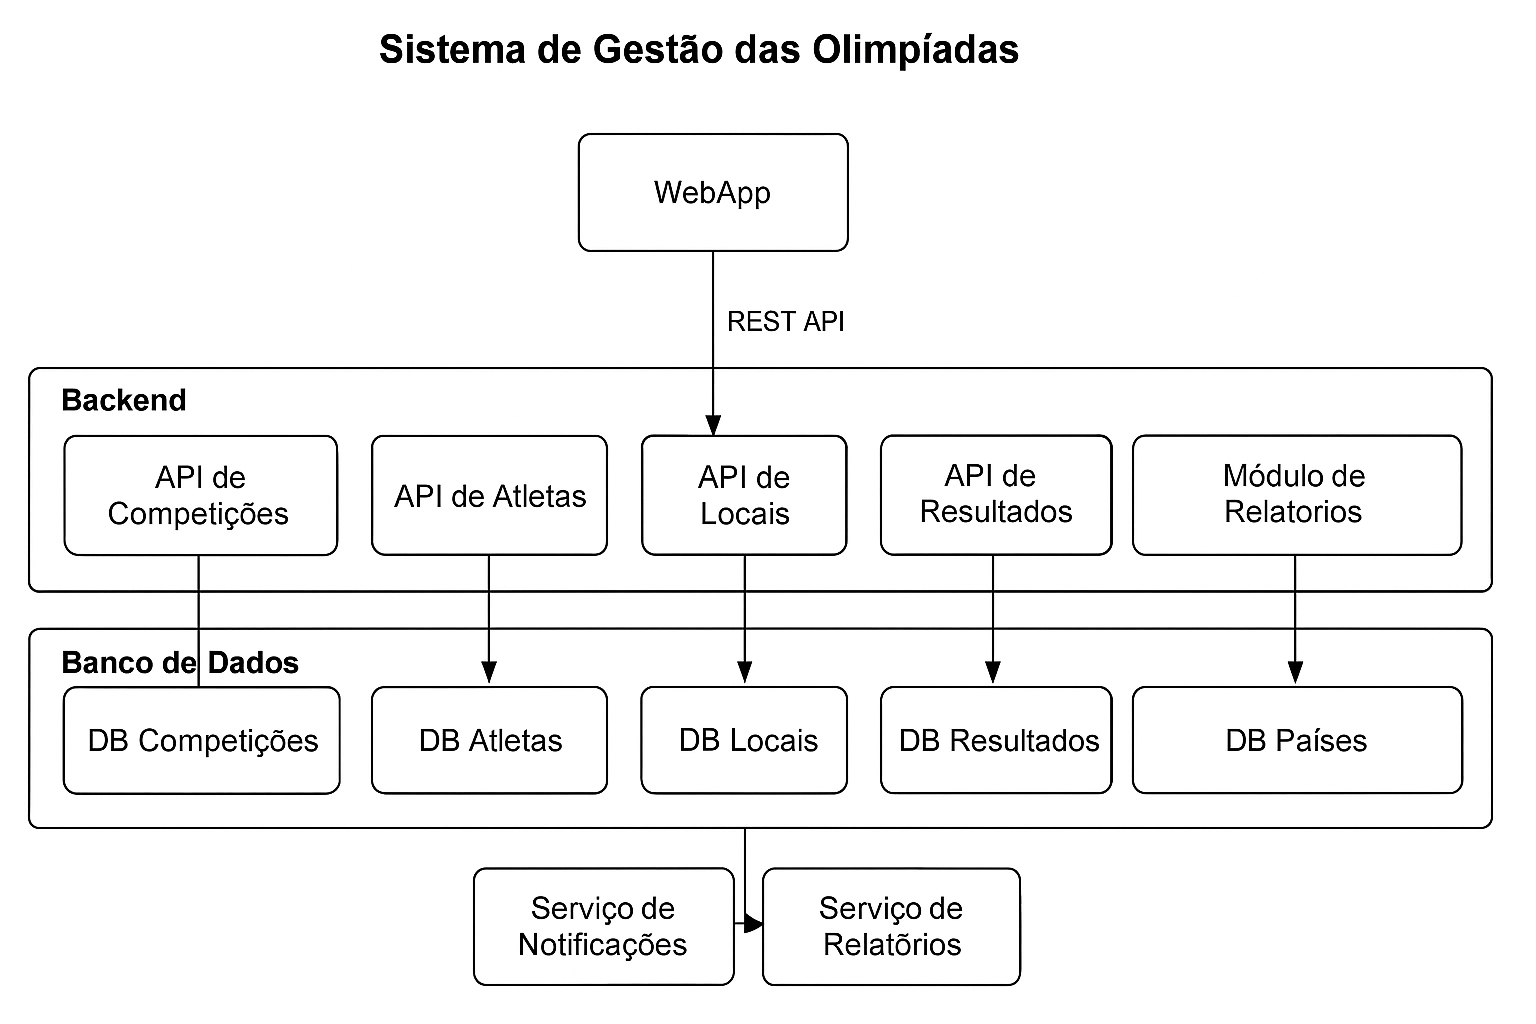 Sistema de Gestão das Olimpíadas
WebApp
REST API
Backend
API de
Competições
API de Atletas
API de
Locais
API de
Resultados
Módulo de
Relatorios
Banco de Dados
DB Competições
DB Atletas
DB Locais
DB Resultados
DB Países
Serviço de
Notificações
Serviço de
Relatõrios